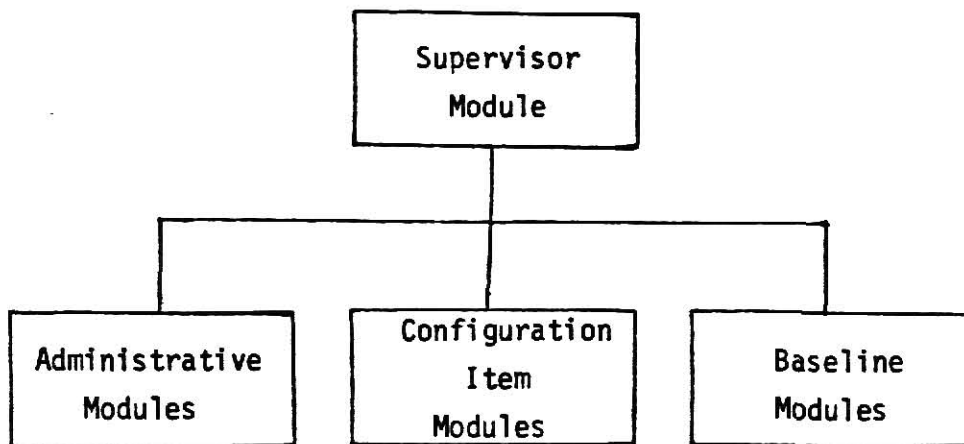 Supervisor
Module
Administrative
Modules
Configuration
Item
Modules
Baseline
Modules